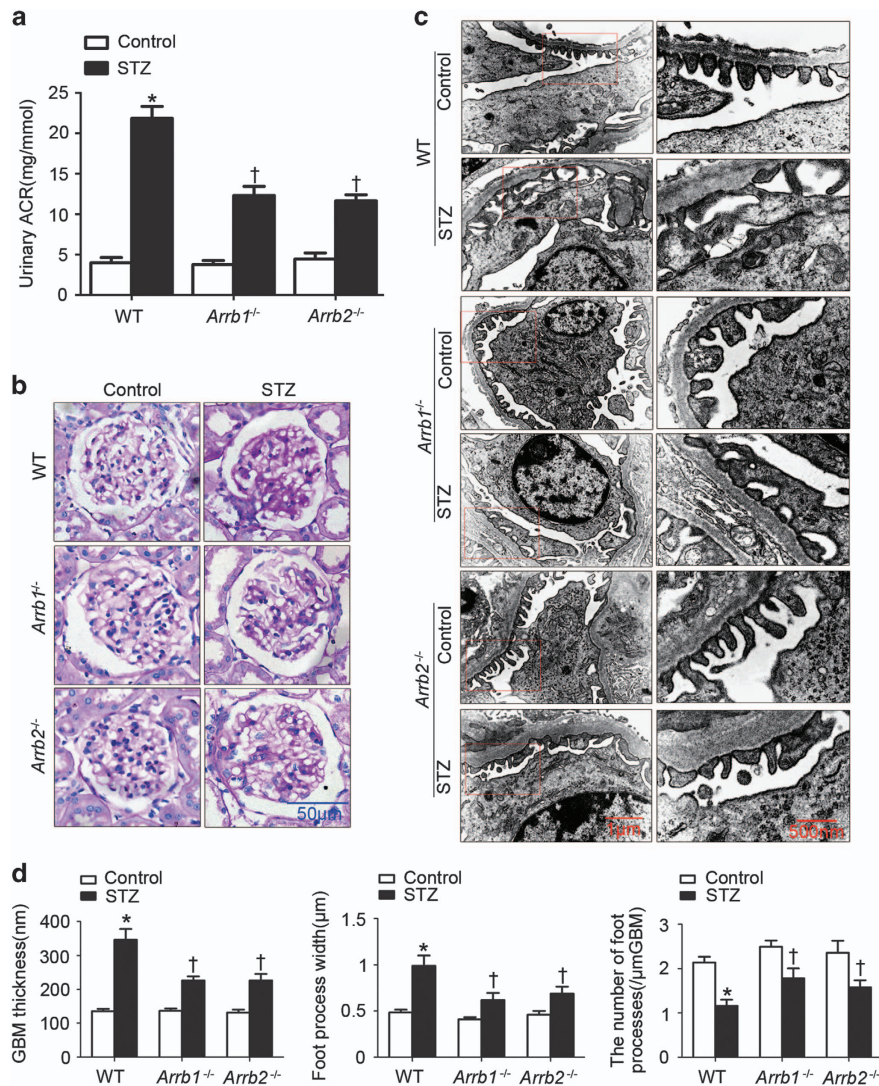 a
Control
STZ
Urinary ACR(mg/mmol)
25
20
15
10
5
0
*
†
†
WT
Arrb1-/-
Arrb2-/-
b
Control
STZ
WT
Arrb1-/-
Arrb2-/-
50μm
c
WT
Control
STZ
Arrb1-/-
Control
STZ
Arrb2-/-
Control
STZ
1μm
500nm
d
Control
STZ
GBM thickness(nm)
400
300
200
100
0
*
†
†
WT
Arrb1-/-
Arrb2-/-
Control
STZ
Foot process width(μm)
1.5
1
0.5
0
*
†
†
WT
Arrb1-/-
Arrb2-/-
Control
STZ
The number of foot
processes(/μmGBM)
3
2
1
0
*
†
†
WT
Arrb1-/-
Arrb2-/-